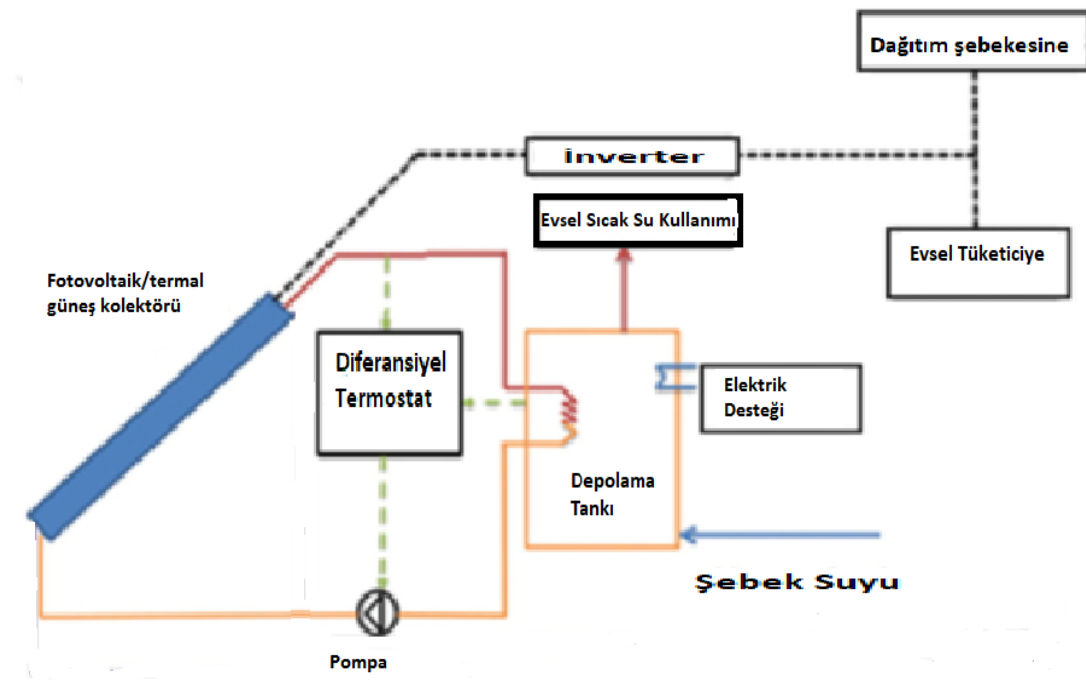 Dağıtım şebekesine
İnverter
Evsel Sıcak Su Kullanımı
Evsel Tüketiciye
Fotovoltaik/termal
güneş kolektörü
Diferansiyel
Termostat
Elektrik
Desteği
Depolama
Tankı
Şebek Suyu
Pompa